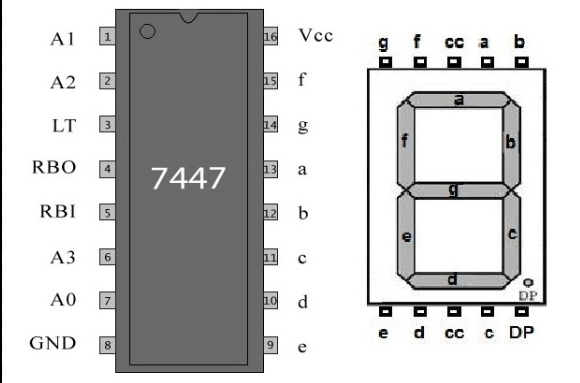 A1 1 16 Vcc
A2 2 15 f
LT 3 14 g
RBO 4 13 a
RBI 5 12 b
A3 6 11 c
A0 7 10 d
GND 8 9 e
7447
g f cc a b
a
f b
g
e c
d
DP
e d cc c DP